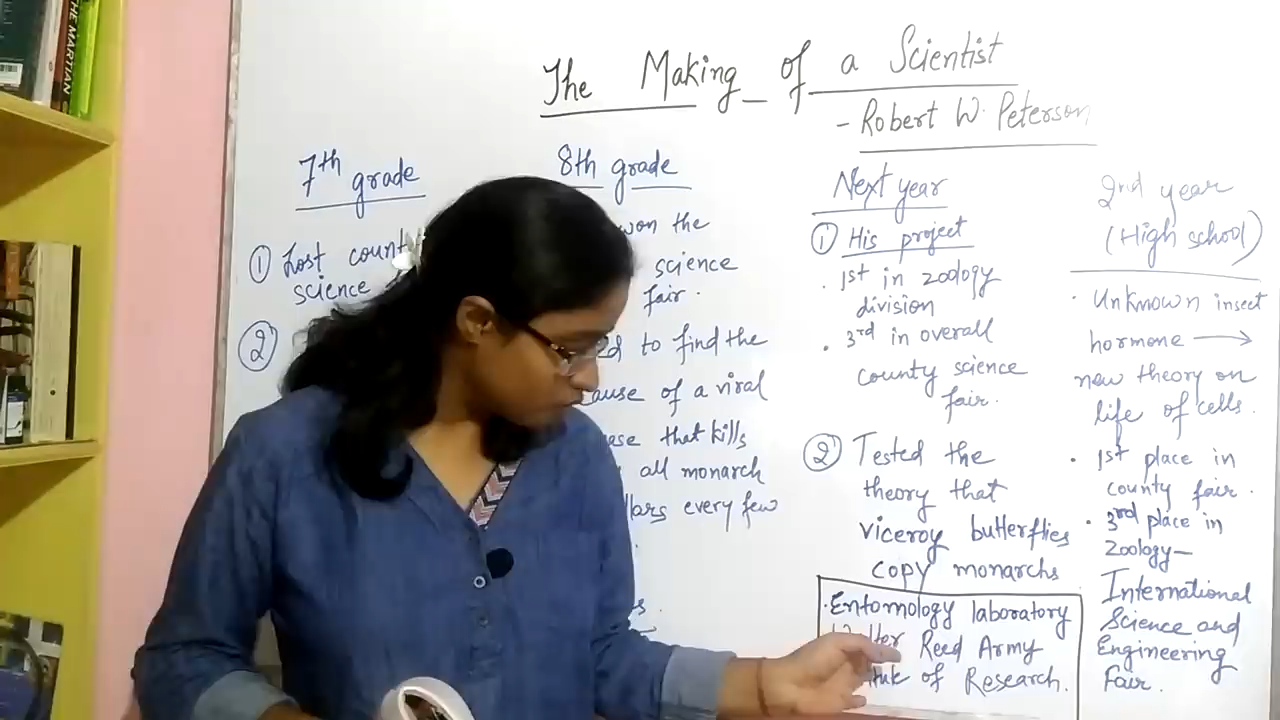 THE MARTIAN
The Making of a Scientist
- Robert W. Peterson
7th grade
① Lost county
science
②
8th grade
won the
science
fair.
to find the
cause of a viral
that kills
all monarch
every few
Next year
① His project
. 1st in zoology
division
. 3rd in overall
county science
fair.
② Tested the
theory that
viceroy butterflies
copy monarchs
. Entomology laboratory
Reed Army
of Research.
2nd year
(High school)
. Unknown insect
hormone →
new theory on
life of cells.
. 1st place in
county fair.
. 3rd place in
Zoology-
International
Science and
Engineering
Fair.